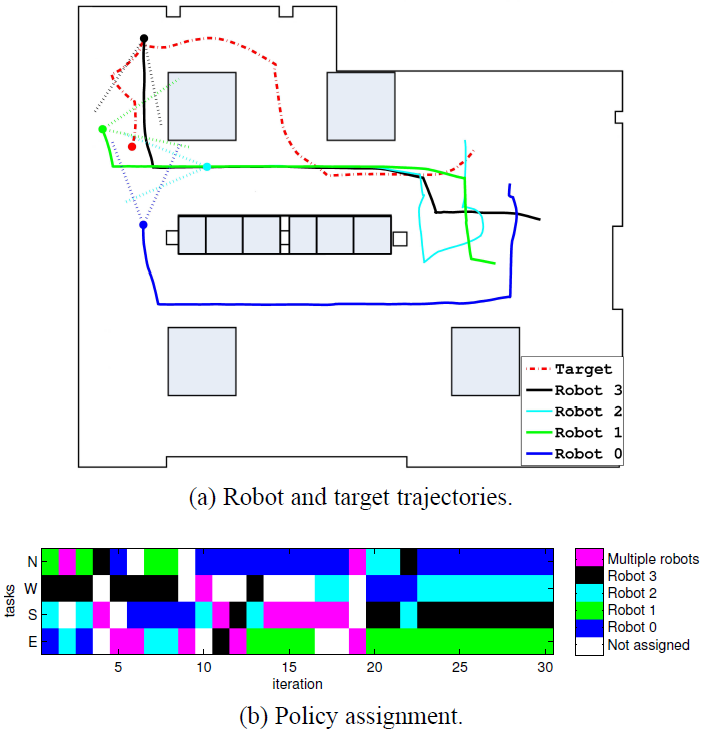 Target
Robot 3
Robot 2
Robot 1
Robot 0
(a) Robot and target trajectories.
N
W
S
E
tasks
5 10 15 20 25 30
iteration
Multiple robots
Robot 3
Robot 2
Robot 1
Robot 0
Not assigned
(b) Policy assignment.